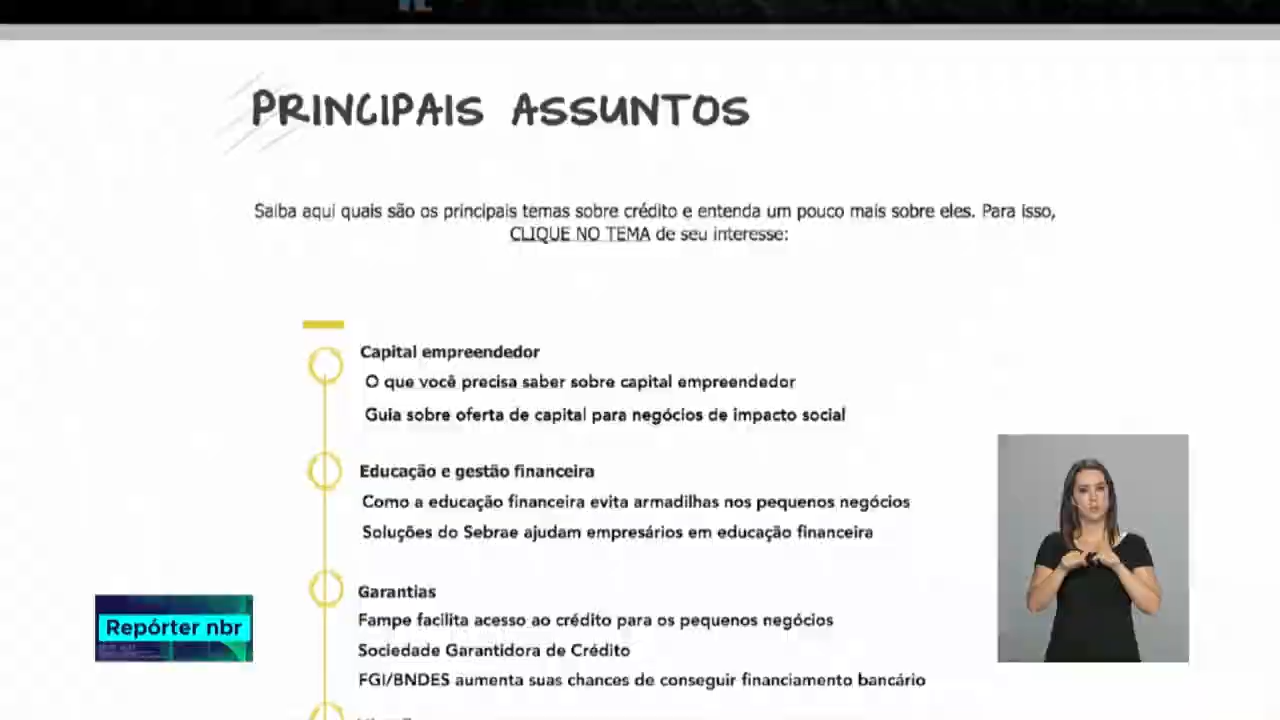 PRINCIPAIS ASSUNTOS
Saiba aqui quais são os principais temas sobre crédito e entenda um pouco mais sobre eles. Para isso,
CLIQUE NO TEMA de seu interesse:
Capital empreendedor
O que você precisa saber sobre capital empreendedor
Guia sobre oferta de capital para negócios de impacto social
Educação e gestão financeira
Como a educação financeira evita armadilhas nos pequenos negócios
Soluções do Sebrae ajudam empresários em educação financeira
Garantias
Fampe facilita acesso ao crédito para os pequenos negócios
Sociedade Garantidora de Crédito
FGI/BNDES aumenta suas chances de conseguir financiamento bancário
Repórter nbr